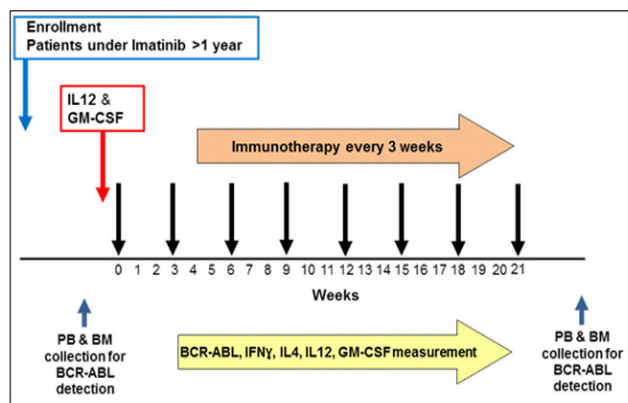 Enrollment
Patients under Imatinib >1 year
IL12 &
GM-CSF
Immunotherapy every 3 weeks
0 1 2 3 4 5 6 7 8 9 10 11 12 13 14 15 16 17 18 19 20 21
Weeks
PB & BM
collection for
BCR-ABL
detection
BCR-ABL, IFNɣ, IL4, IL12, GM-CSF measurement
PB & BM
collection for
BCR-ABL
detection